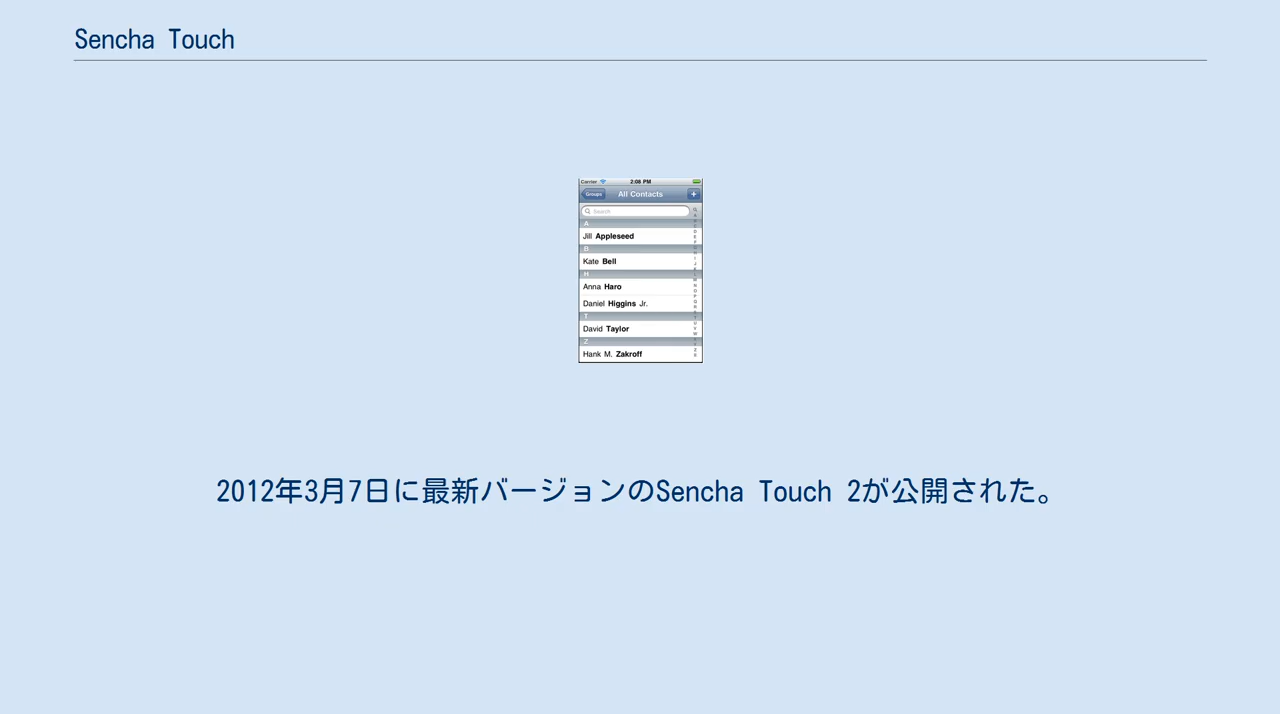 Sencha Touch
Carrier 2:06 PM
Groups All Contacts +
Search
A
Jill Appleseed
B
Kate Bell
H
Anna Haro
Daniel Higgins Jr.
T
David Taylor
Z
Hank M. Zakroff
2012年3月7日に最新バージョンのSencha Touch 2が公開された。